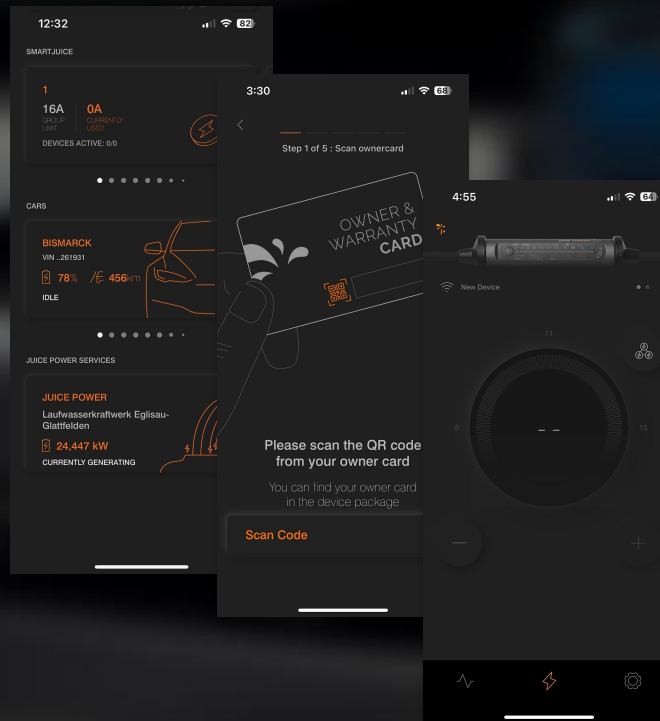 12:32
82
SMARTJUICE
1
16A
GROUP
LIMIT
0A
CURRENTLY
USED
DEVICES ACTIVE: 0/0
CARS
BISMARCK
VIN ..261931
78%
456km
IDLE
JUICE POWER SERVICES
JUICE POWER
Laufwasserkraftwerk Eglisau-
Glattfelden
24,447 kW
CURRENTLY GENERATING
3:30
68
Step 1 of 5 : Scan ownercard
OWNER &
WARRANTY
CARD
Please scan the QR code
from your owner card
You can find your owner card
in the device package
Scan Code
4:55
64
New Device
11
8
13
- -